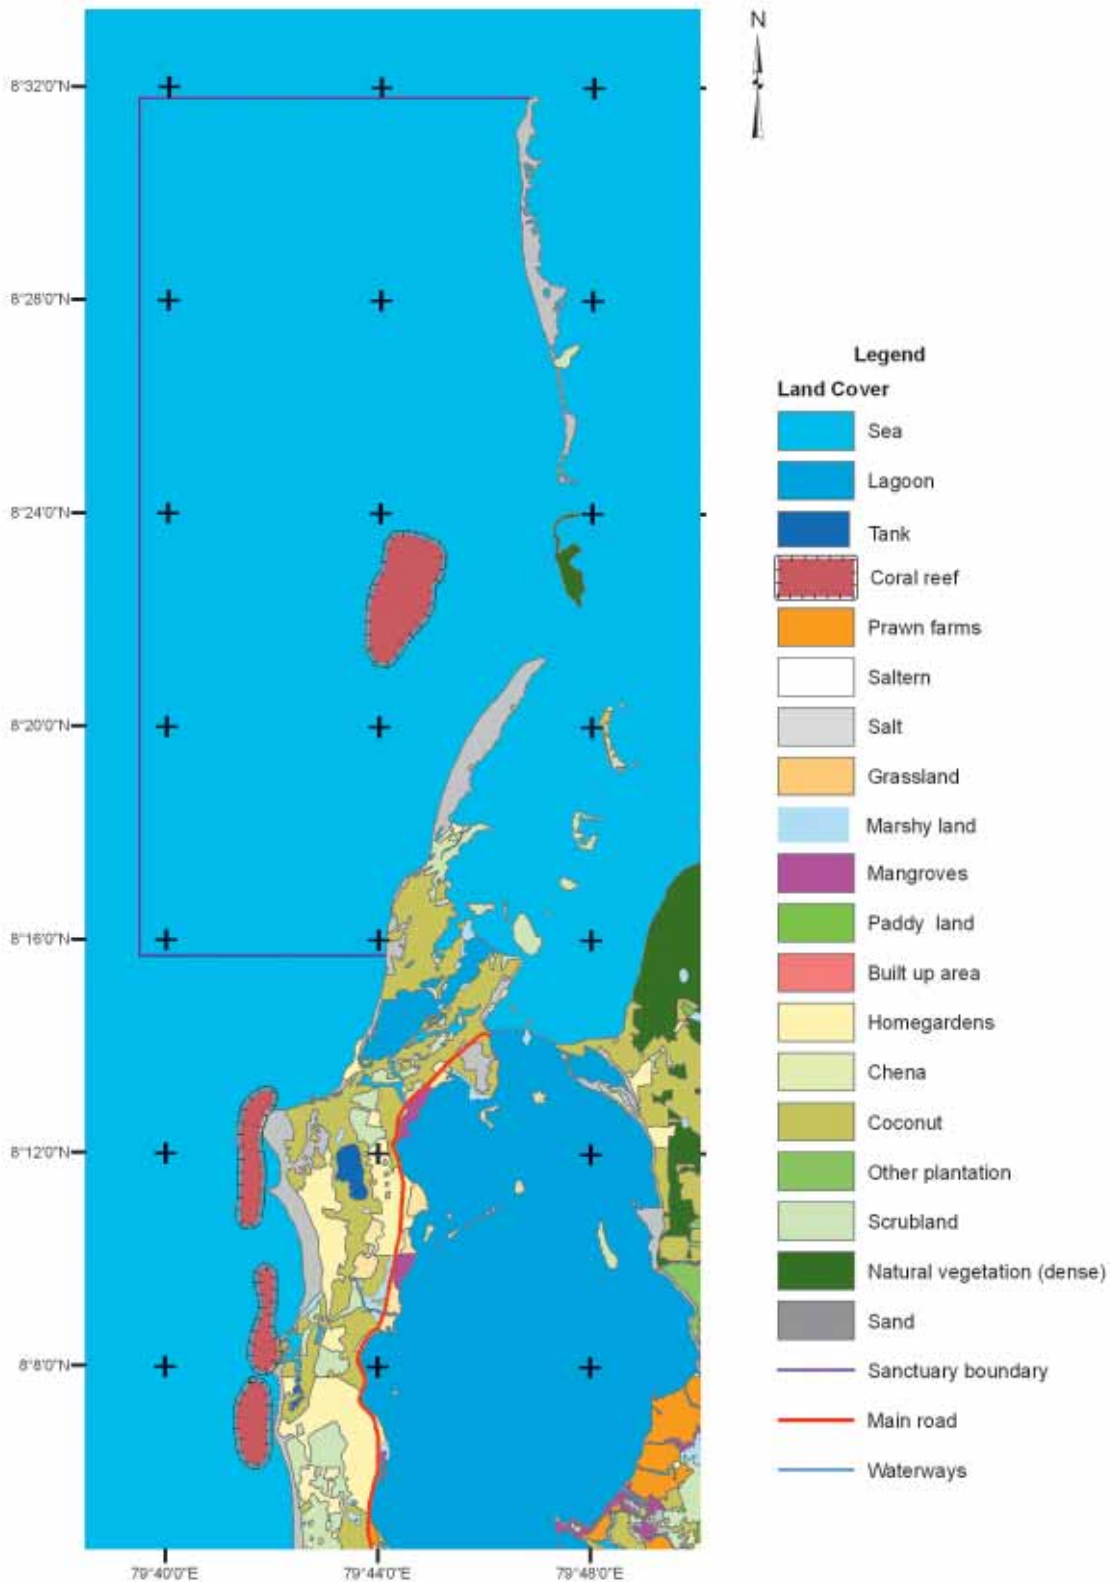 N
8°32'0"N
8°28'0"N
8°24'0"N
8°20'0"N
8°16'0"N
8°12'0"N
8°8'0"N
79°40'0"E
79°44'0"E
79°48'0"E
Legend
Land Cover
Sea
Lagoon
Tank
Coral reef
Prawn farms
Saltern
Salt
Grassland
Marshy land
Mangroves
Paddy land
Built up area
Homegardens
Chena
Coconut
Other plantation
Scrubland
Natural vegetation (dense)
Sand
Sanctuary boundary
Main road
Waterways